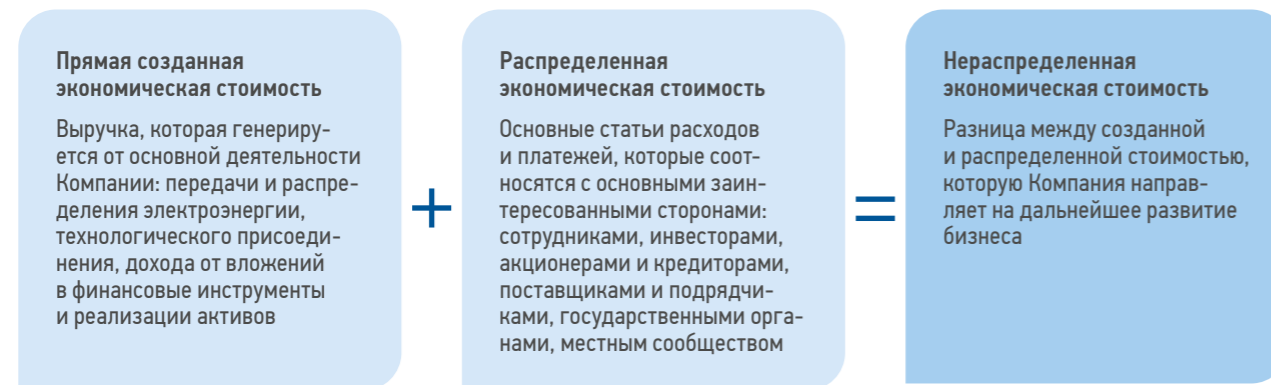 Прямая созданная
экономическая стоимость
Выручка, которая генериру-
ется от основной деятельности
Компании: передачи и распре-
деления электроэнергии,
технологического присоеди-
нения, дохода от вложений
в финансовые инструменты
и реализации активов
+
Распределенная
экономическая стоимость
Основные статьи расходов
и платежей, которые соот-
носятся с основными заин-
тересованными сторонами:
сотрудниками, инвесторами,
акционерами и кредиторами,
поставщиками и подрядчи-
ками, государственными орга-
нами, местным сообществом
=
Нераспределенная
экономическая стоимость
Разница между созданной
и распределенной стоимостью,
которую Компания направ-
ляет на дальнейшее развитие
бизнеса